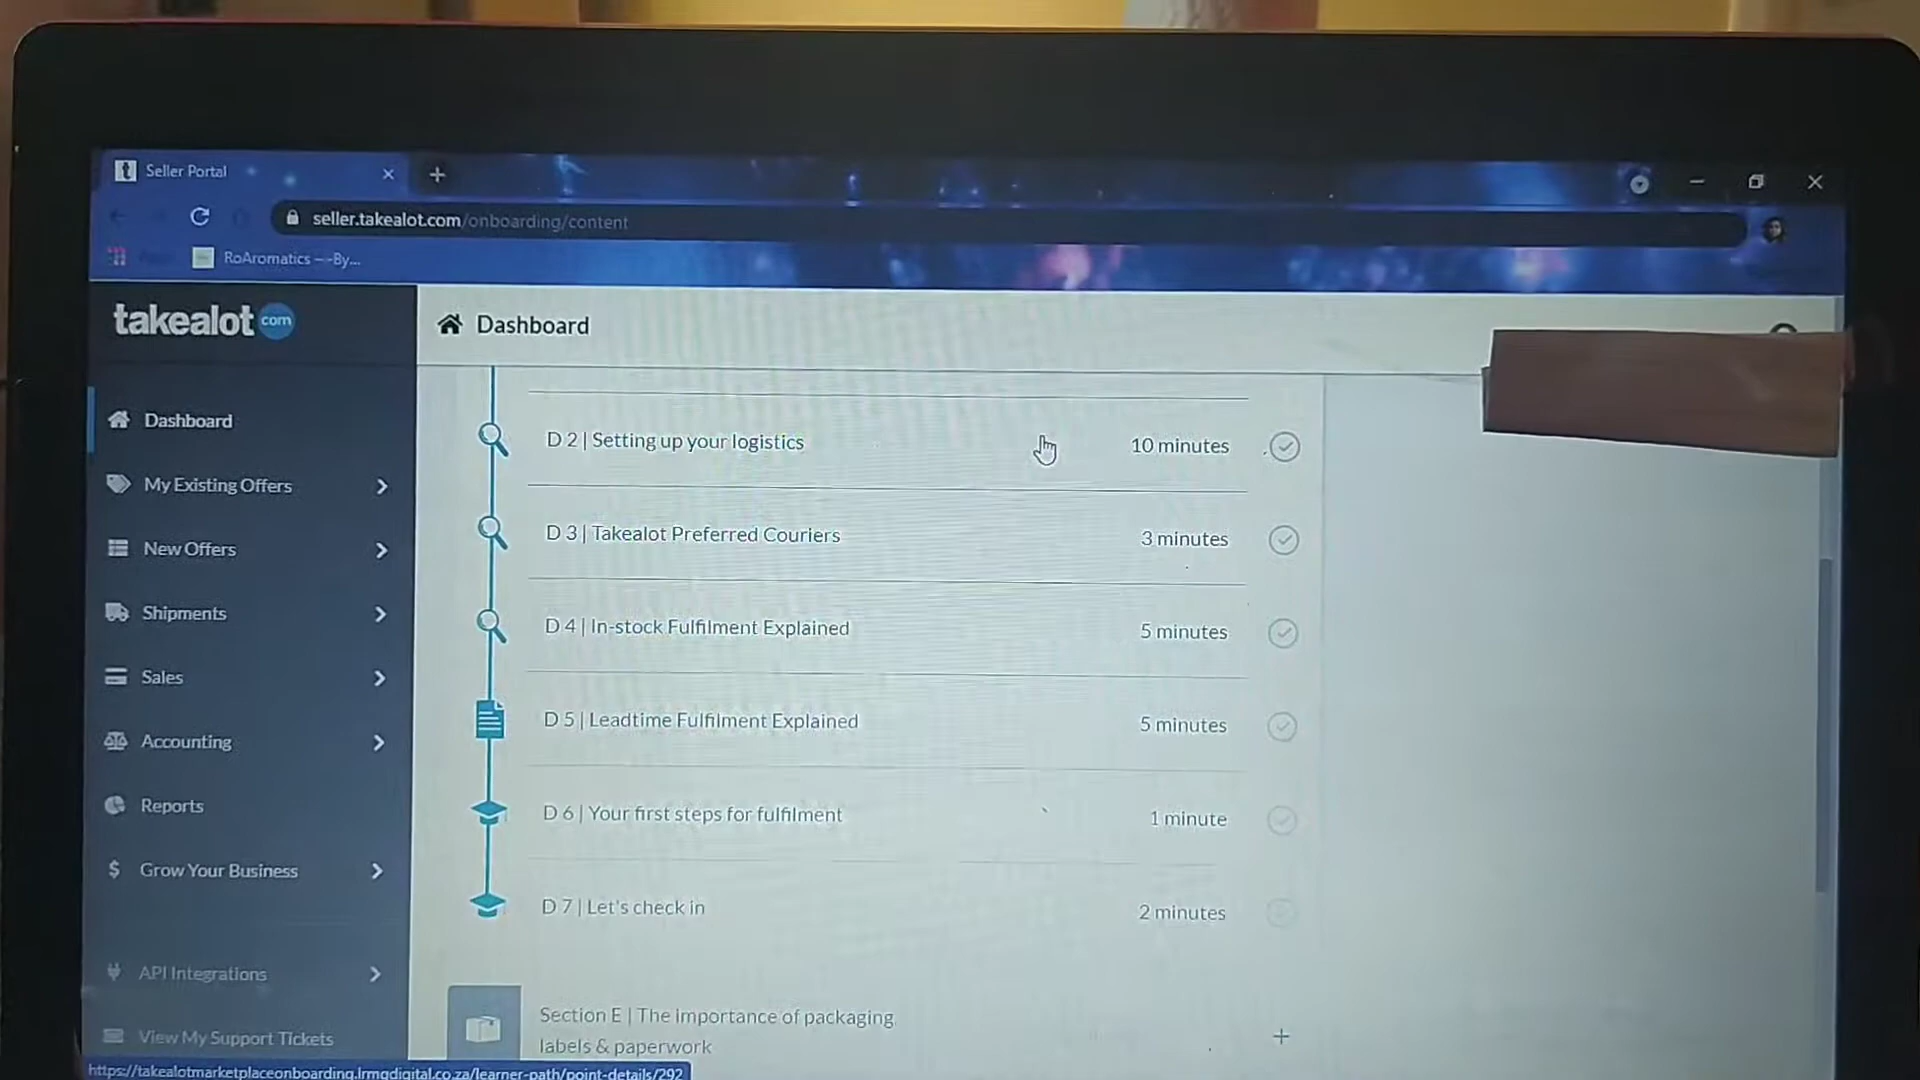 Seller Portal
seller.takealot.com/onboarding/content
RoAromatics --By...
takealot com
Dashboard
Dashboard
My Existing Offers
New Offers
Shipments
Sales
Accounting
Reports
$ Grow Your Business
API Integrations
View My Support Tickets
D 2 | Setting up your logistics
10 minutes
D 3 | Takealot Preferred Couriers
3 minutes
D 4 | In-stock Fulfilment Explained
5 minutes
D 5 | Leadtime Fulfilment Explained
5 minutes
D 6 | Your first steps for fulfilment
1 minute
D 7 | Let's check in
2 minutes
Section E | The importance of packaging
labels & paperwork
https://takealotmarketplaceonboarding.lrmgdigital.co.za/learner-path/point-details/292